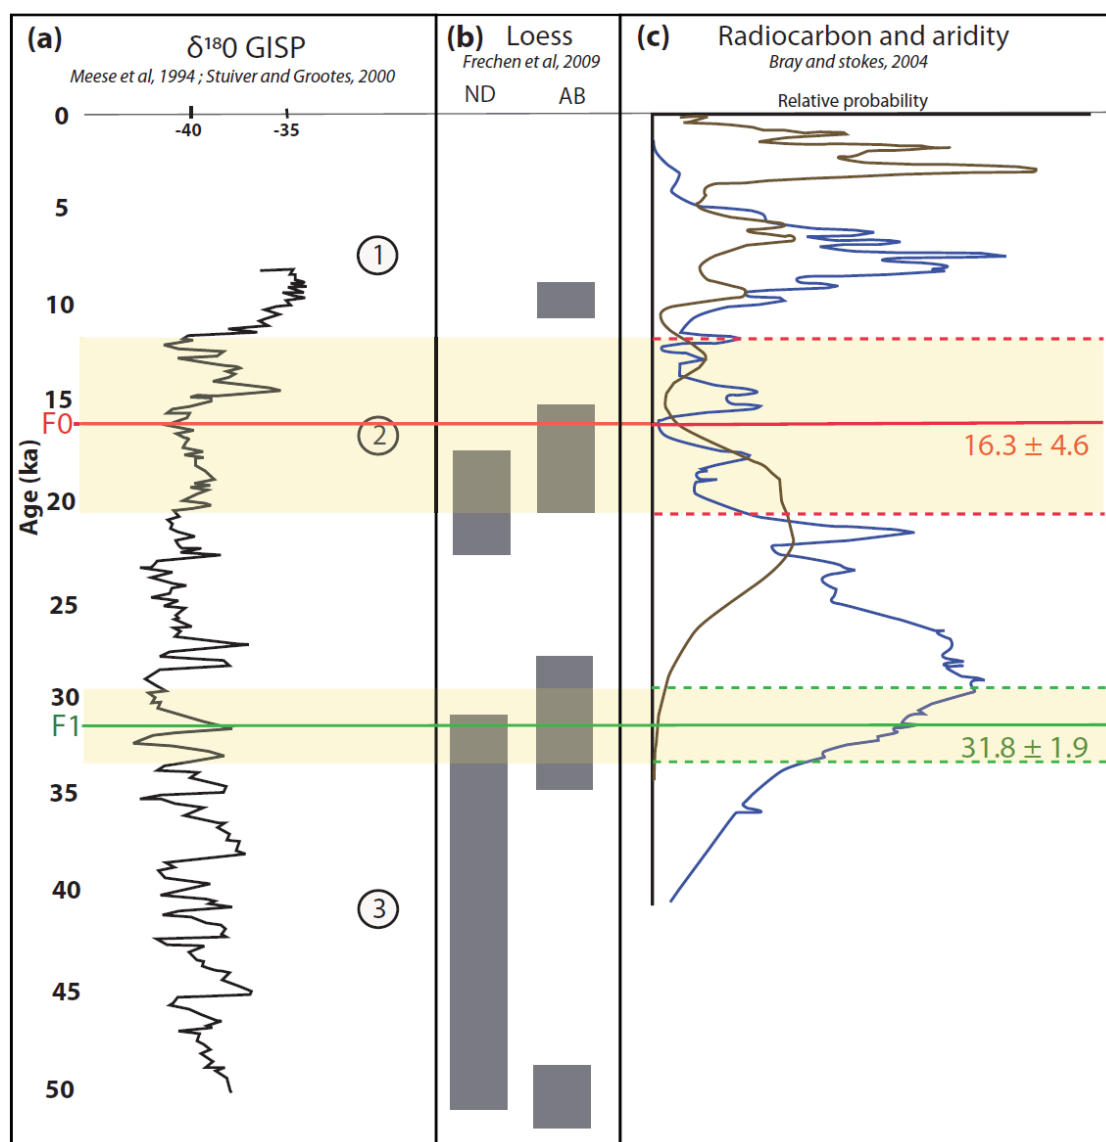 (a)
δ¹⁸0 GISP
Meese et al, 1994 ; Stuiver and Grootes, 2000
-40
-35
(b) Loess
Frechen et al, 2009
ND
AB
(c) Radiocarbon and aridity
Bray and stokes, 2004
Relative probability
0
5
10
15
20
25
30
35
40
45
50
Age (ka)
F0
F1
1
2
3
16.3 ± 4.6
31.8 ± 1.9